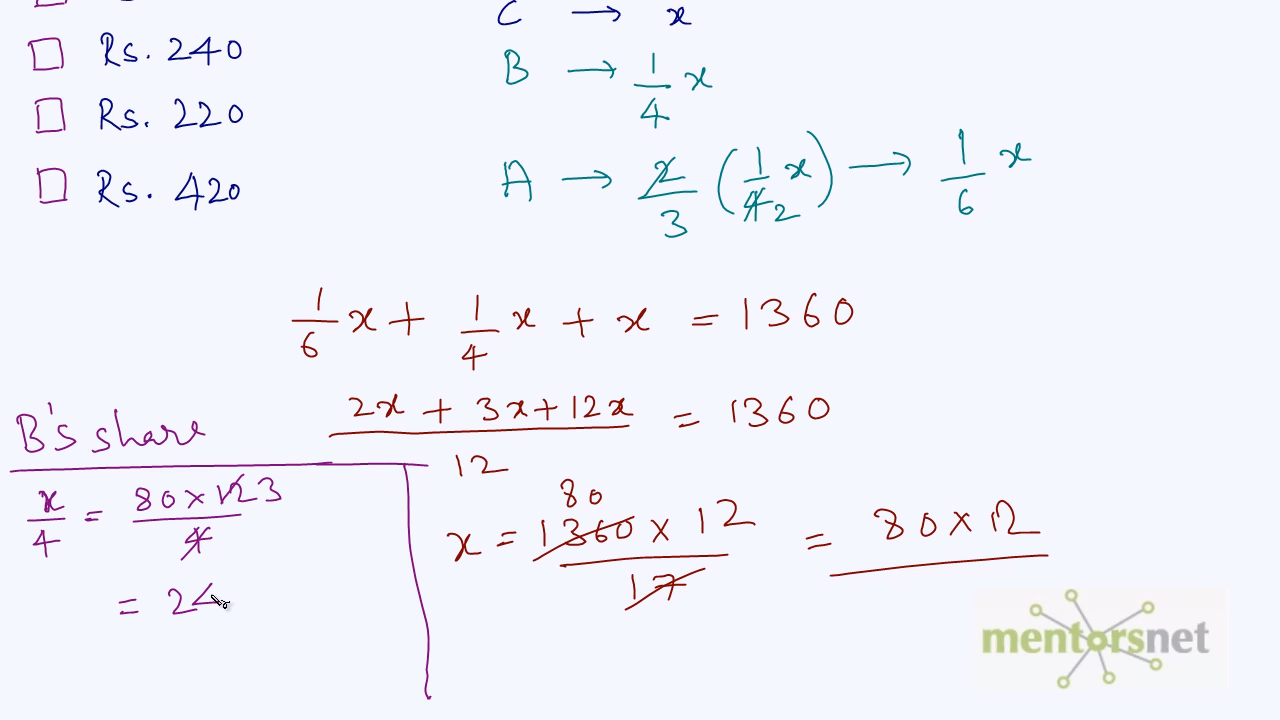 C → x
Rs. 240
B → 1/4 x
Rs. 220
A → 2/3 (1/4 2 x) → 1/6 x
Rs. 420
1/6 x + 1/4 x + x = 1360
2x + 3x + 12x / 12 = 1360
B's share
x/4 = 80 × 12 3 / 4
= 24
80
x = 1360 × 12 / 17 = 80 × 12
mentorsnet